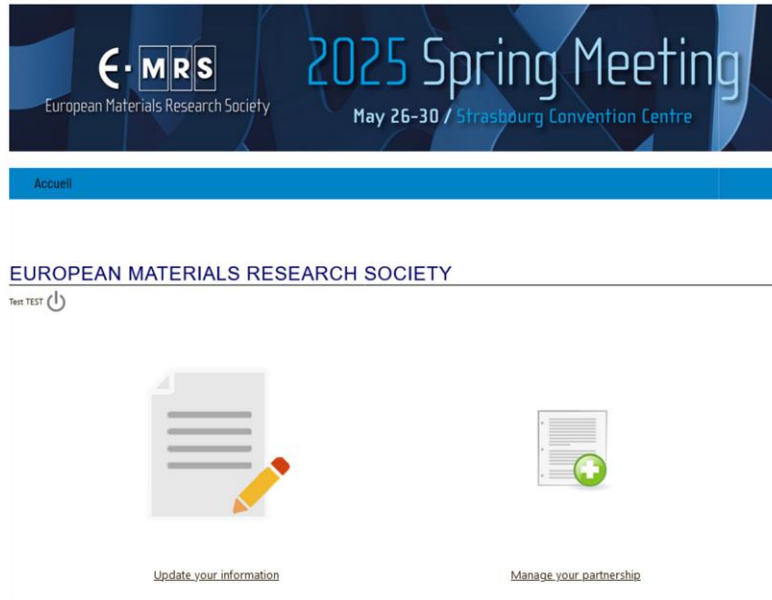 E·MRS
European Materials Research Society
2025 Spring Meeting
May 26-30 / Strasbourg Convention Centre
Accueil
EUROPEAN MATERIALS RESEARCH SOCIETY
Test TEST
Update your information
Manage your partnership